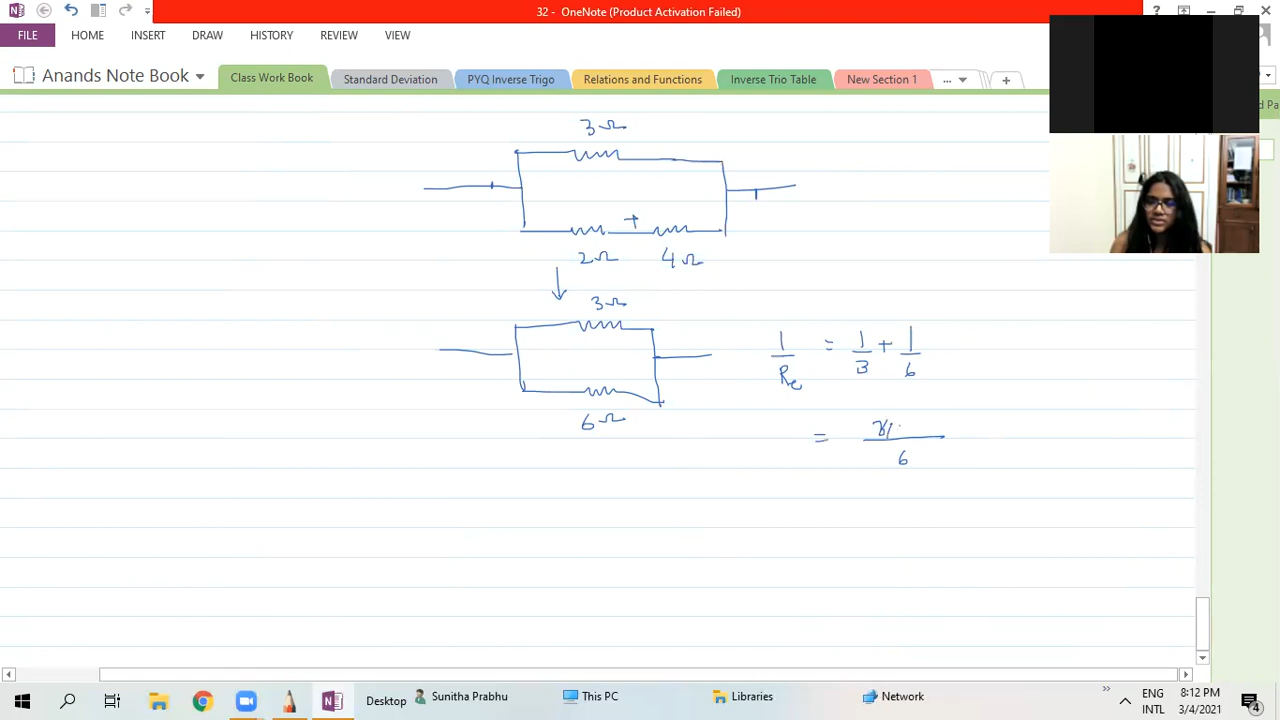 32 - OneNote (Product Activation Failed)
FILE HOME INSERT DRAW HISTORY REVIEW VIEW
Anands Note Book
Class Work Book Standard Deviation PYQ Inverse Trigo Relations and Functions Inverse Trio Table New Section 1 ... +
d Pa
3Ω
+
2Ω 4Ω
3Ω
1/Re = 1/3 + 1/6
6Ω
=
6
Desktop Sunitha Prabhu This PC Libraries Network
ENG 8:12 PM
INTL 3/4/2021
4